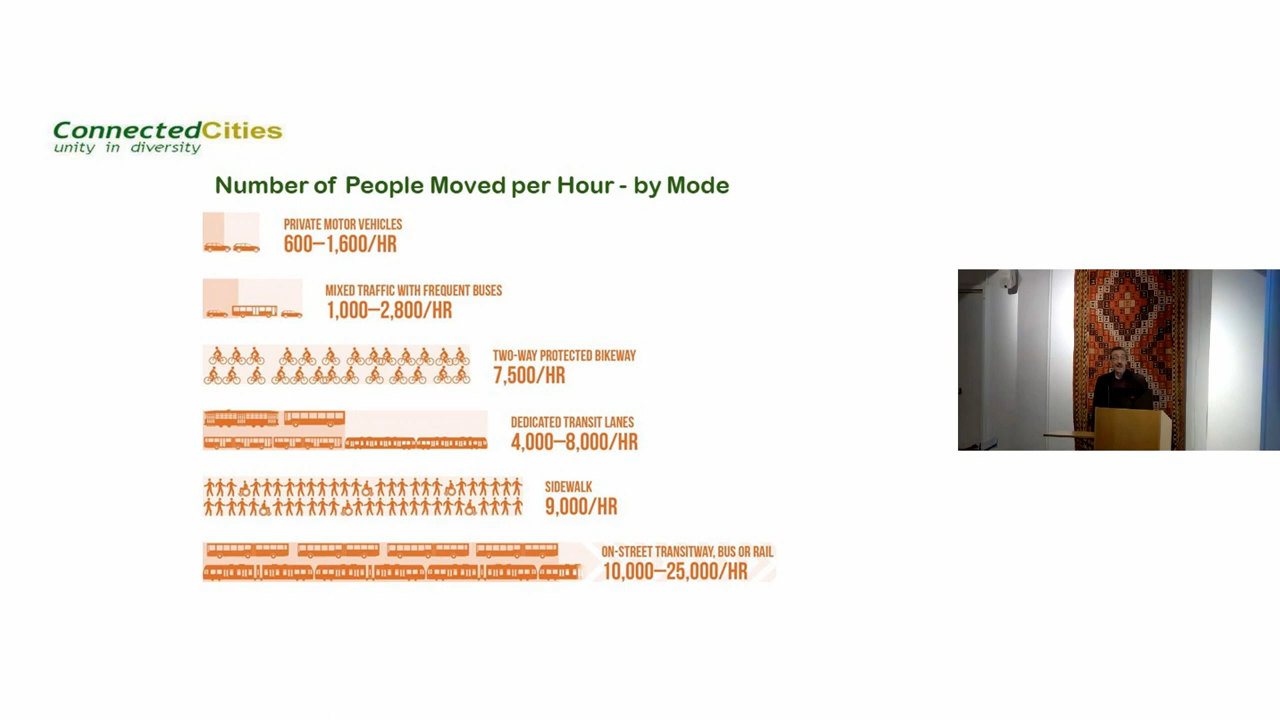 ConnectedCities
unity in diversity
Number of People Moved per Hour - by Mode
PRIVATE MOTOR VEHICLES
600–1,600/HR
MIXED TRAFFIC WITH FREQUENT BUSES
1,000–2,800/HR
TWO-WAY PROTECTED BIKEWAY
7,500/HR
DEDICATED TRANSIT LANES
4,000–8,000/HR
SIDEWALK
9,000/HR
ON-STREET TRANSITWAY, BUS OR RAIL
10,000–25,000/HR